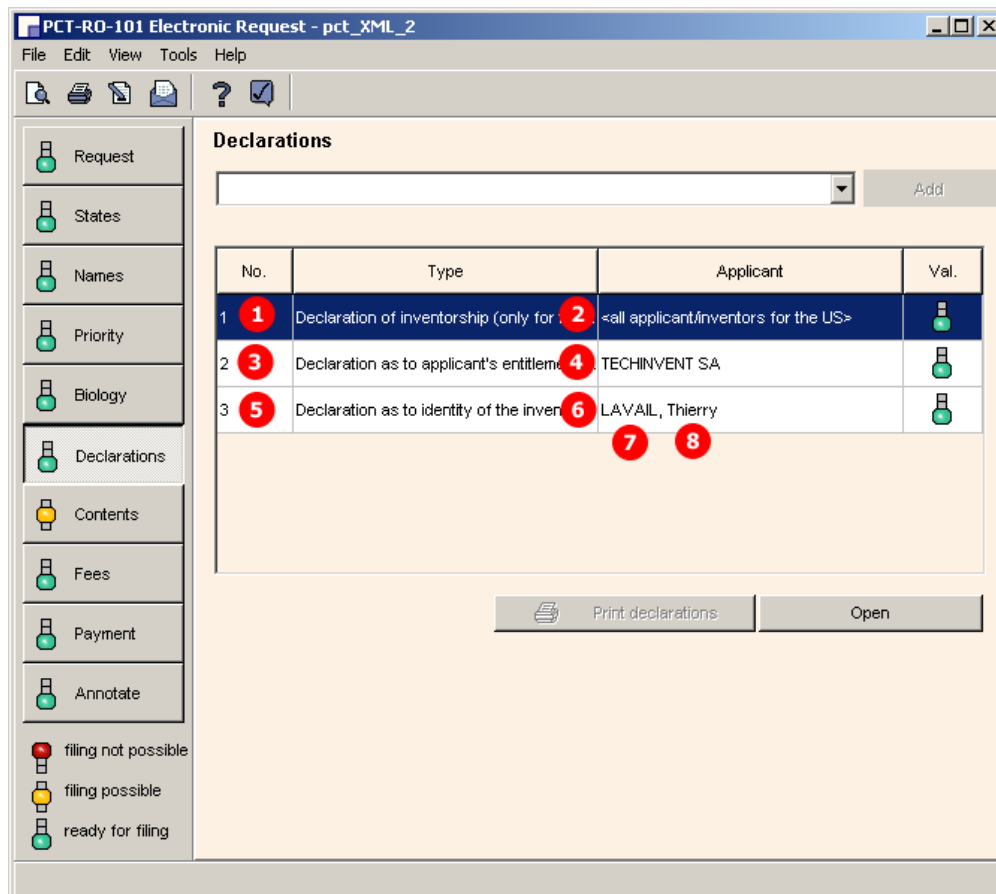 PCT-RO-101 Electronic Request - pct_XML_2
File Edit View Tools Help
Declarations
Add
Request
States
Names
Priority
Biology
Declarations
Contents
Fees
Payment
Annotate
No. Type Applicant Val.
1 1 Declaration of inventorship (only for 2 <all applicant/inventors for the US>
2 3 Declaration as to applicant's 4 TECHINVENT SA
3 5 Declaration as to identity of the 6 LAVAIL, Thierry
7 8
Print declarations Open
filing not possible
filing possible
ready for filing